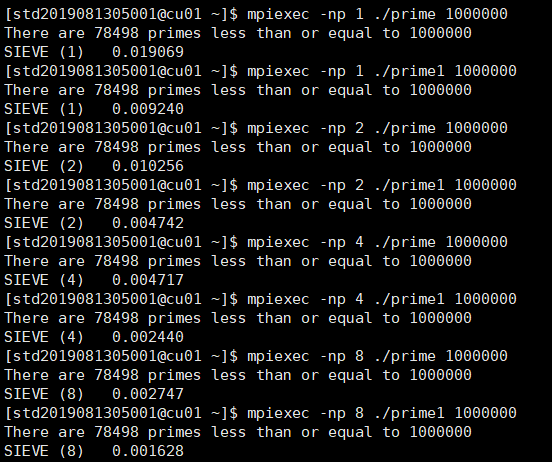 [std2019081305001@cu01 ~]$ mpiexec -np 1 ./prime 1000000
There are 78498 primes less than or equal to 1000000
SIEVE (1)   0.019069
[std2019081305001@cu01 ~]$ mpiexec -np 1 ./prime1 1000000
There are 78498 primes less than or equal to 1000000
SIEVE (1)   0.009240
[std2019081305001@cu01 ~]$ mpiexec -np 2 ./prime 1000000
There are 78498 primes less than or equal to 1000000
SIEVE (2)   0.010256
[std2019081305001@cu01 ~]$ mpiexec -np 2 ./prime1 1000000
There are 78498 primes less than or equal to 1000000
SIEVE (2)   0.004742
[std2019081305001@cu01 ~]$ mpiexec -np 4 ./prime 1000000
There are 78498 primes less than or equal to 1000000
SIEVE (4)   0.004717
[std2019081305001@cu01 ~]$ mpiexec -np 4 ./prime1 1000000
There are 78498 primes less than or equal to 1000000
SIEVE (4)   0.002440
[std2019081305001@cu01 ~]$ mpiexec -np 8 ./prime 1000000
There are 78498 primes less than or equal to 1000000
SIEVE (8)   0.002747
[std2019081305001@cu01 ~]$ mpiexec -np 8 ./prime1 1000000
There are 78498 primes less than or equal to 1000000
SIEVE (8)   0.001628